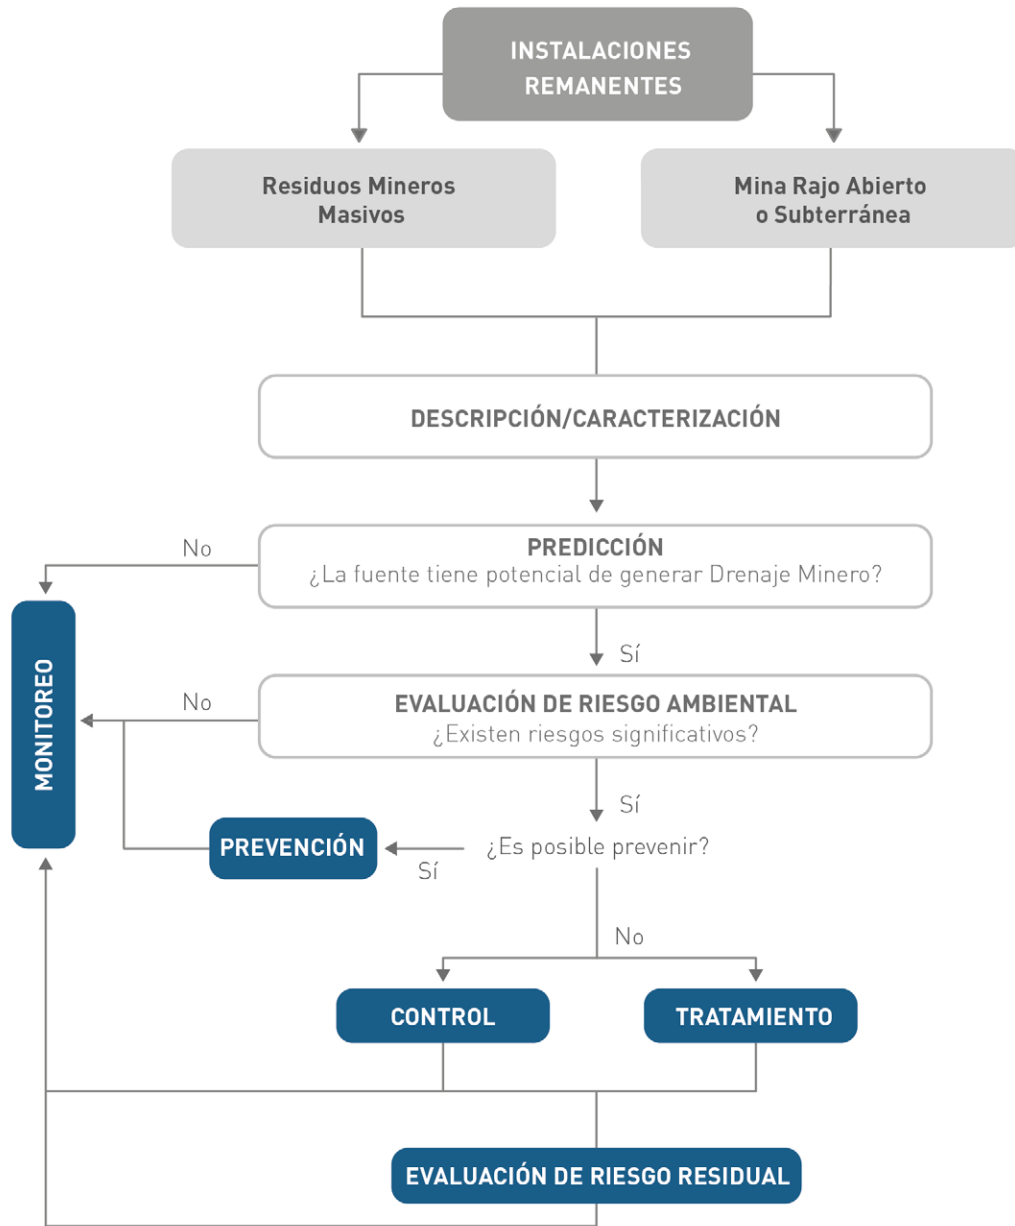 INSTALACIONES
REMANENTES
Residuos Mineros
Masivos
Mina Rajo Abierto
o Subterránea
DESCRIPCIÓN/CARACTERIZACIÓN
No
PREDICCIÓN
¿La fuente tiene potencial de generar Drenaje Minero?
Sí
MONITOREO
No
EVALUACIÓN DE RIESGO AMBIENTAL
¿Existen riesgos significativos?
Sí
PREVENCIÓN
Sí
¿Es posible prevenir?
No
CONTROL
TRATAMIENTO
EVALUACIÓN DE RIESGO RESIDUAL